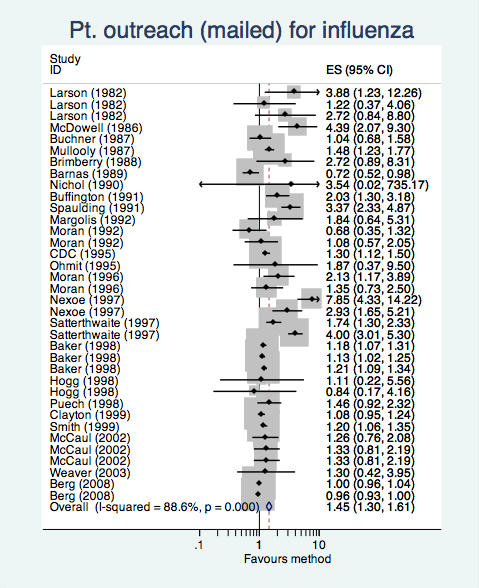 Pt. outreach (mailed) for influenza
Study
ID ES (95% CI)
Larson (1982) 3.88 (1.23, 12.26)
Larson (1982) 1.22 (0.37, 4.06)
Larson (1982) 2.72 (0.84, 8.80)
McDowell (1986) 4.39 (2.07, 9.30)
Buchner (1987) 1.04 (0.68, 1.58)
Mullooly (1987) 1.48 (1.23, 1.77)
Brimberry (1988) 2.72 (0.89, 8.31)
Barnas (1989) 0.72 (0.52, 0.98)
Nichol (1990) 3.54 (0.02, 735.17)
Buffington (1991) 2.03 (1.30, 3.18)
Spaulding (1991) 3.37 (2.33, 4.87)
Margolis (1992) 1.84 (0.64, 5.31)
Moran (1992) 0.68 (0.35, 1.32)
Moran (1992) 1.08 (0.57, 2.05)
CDC (1995) 1.30 (1.12, 1.50)
Ohmit (1995) 1.87 (0.37, 9.50)
Moran (1996) 2.13 (1.17, 3.89)
Moran (1996) 1.35 (0.73, 2.50)
Nexoe (1997) 7.85 (4.33, 14.22)
Nexoe (1997) 2.93 (1.65, 5.21)
Satterthwaite (1997) 1.74 (1.30, 2.33)
Satterthwaite (1997) 4.00 (3.01, 5.30)
Baker (1998) 1.18 (1.07, 1.31)
Baker (1998) 1.13 (1.02, 1.25)
Baker (1998) 1.21 (1.09, 1.34)
Hogg (1998) 1.11 (0.22, 5.56)
Hogg (1998) 0.84 (0.17, 4.16)
Puech (1998) 1.46 (0.92, 2.32)
Clayton (1999) 1.08 (0.95, 1.24)
Smith (1999) 1.20 (1.06, 1.35)
McCaul (2002) 1.26 (0.76, 2.08)
McCaul (2002) 1.33 (0.81, 2.19)
McCaul (2002) 1.33 (0.81, 2.19)
Weaver (2003) 1.30 (0.42, 3.95)
Berg (2008) 1.00 (0.96, 1.04)
Berg (2008) 0.96 (0.93, 1.00)
Overall (I-squared = 88.6%, p = 0.000) 1.45 (1.30, 1.61)
.1 1 10
Favours method